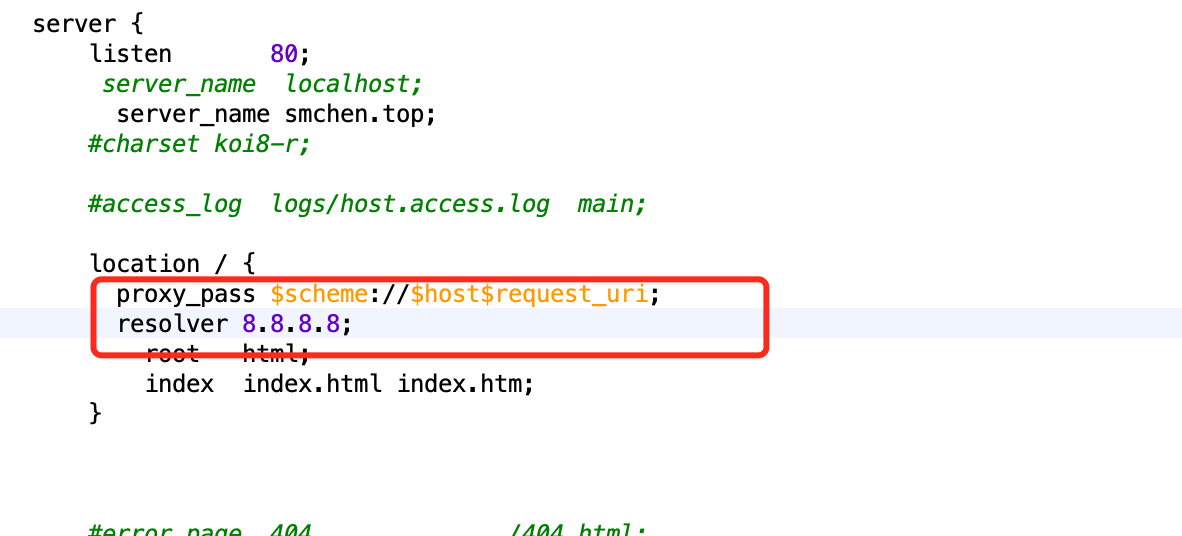 server {
listen 80;
server_name localhost;
server_name smchen.top;
#charset koi8-r;
#access_log logs/host.access.log main;
location / {
proxy_pass $scheme://$host$request_uri;
resolver 8.8.8.8;
root html;
index index.html index.htm;
}
#error_page 404 /404.html;